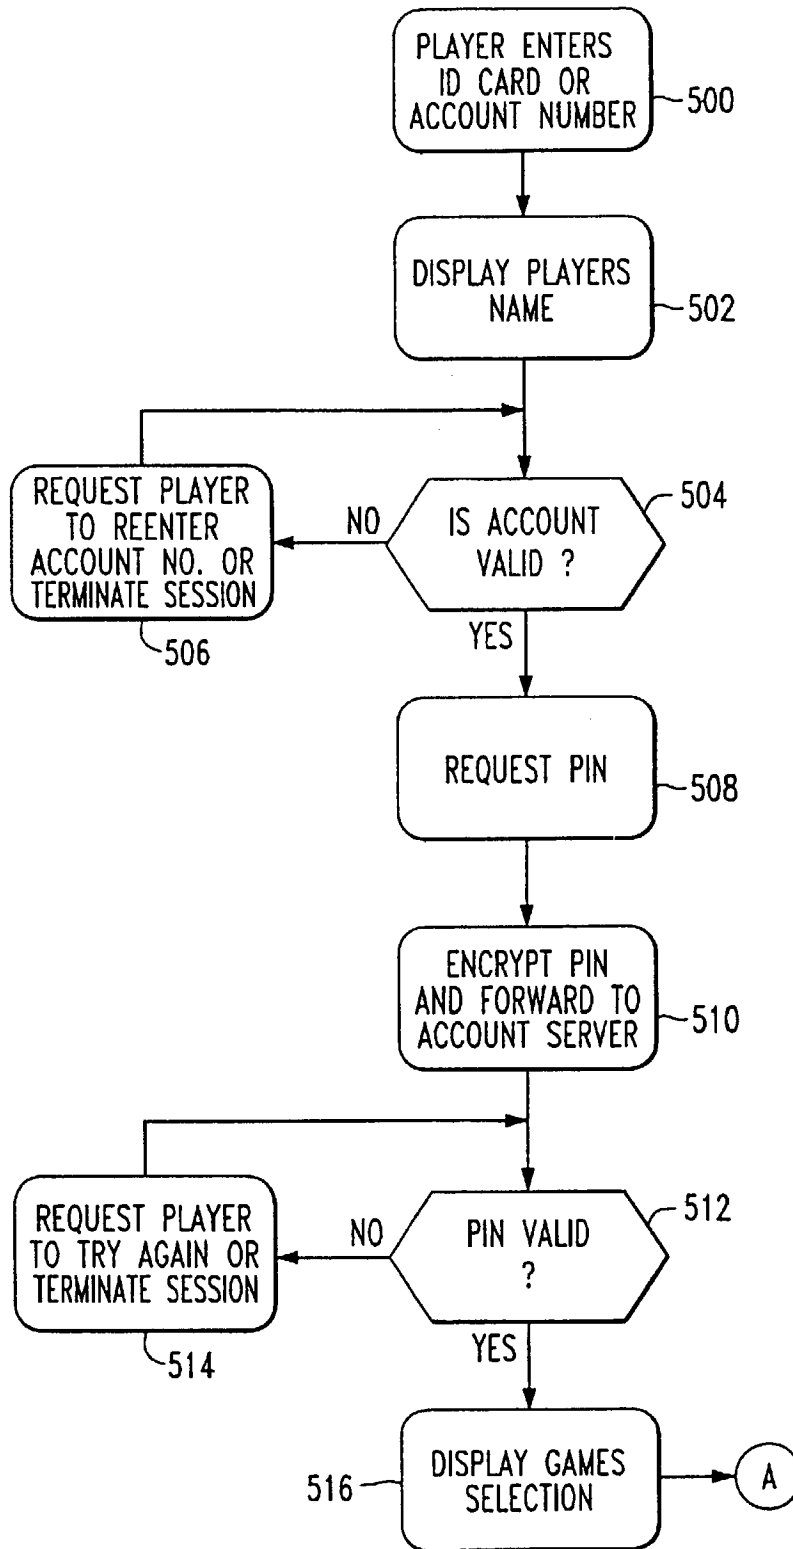 PLAYER ENTERS
ID CARD OR
ACCOUNT NUMBER
500
DISPLAY PLAYERS
NAME
502
REQUEST PLAYER
TO REENTER
ACCOUNT NO. OR
TERMINATE SESSION
506
NO
IS ACCOUNT
VALID ?
504
YES
REQUEST PIN
508
ENCRYPT PIN
AND FORWARD TO
ACCOUNT SERVER
510
REQUEST PLAYER
TO TRY AGAIN OR
TERMINATE SESSION
514
NO
PIN VALID
?
512
YES
516
DISPLAY GAMES
SELECTION
A